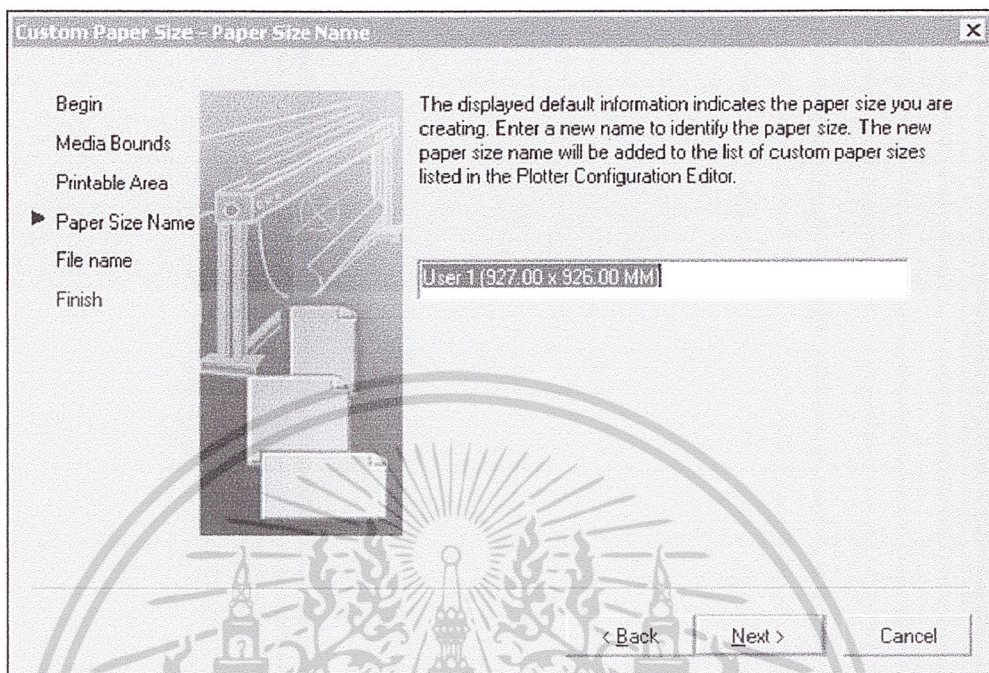 Custom Paper Size - Paper Size Name
Begin
Media Bounds
Printable Area
Paper Size Name
File name
Finish
The displayed default information indicates the paper size you are
creating. Enter a new name to identify the paper size. The new
paper size name will be added to the list of custom paper sizes
listed in the Plotter Configuration Editor.
User 1 (927.00 x 926.00 MM)
< Back
Next >
Cancel